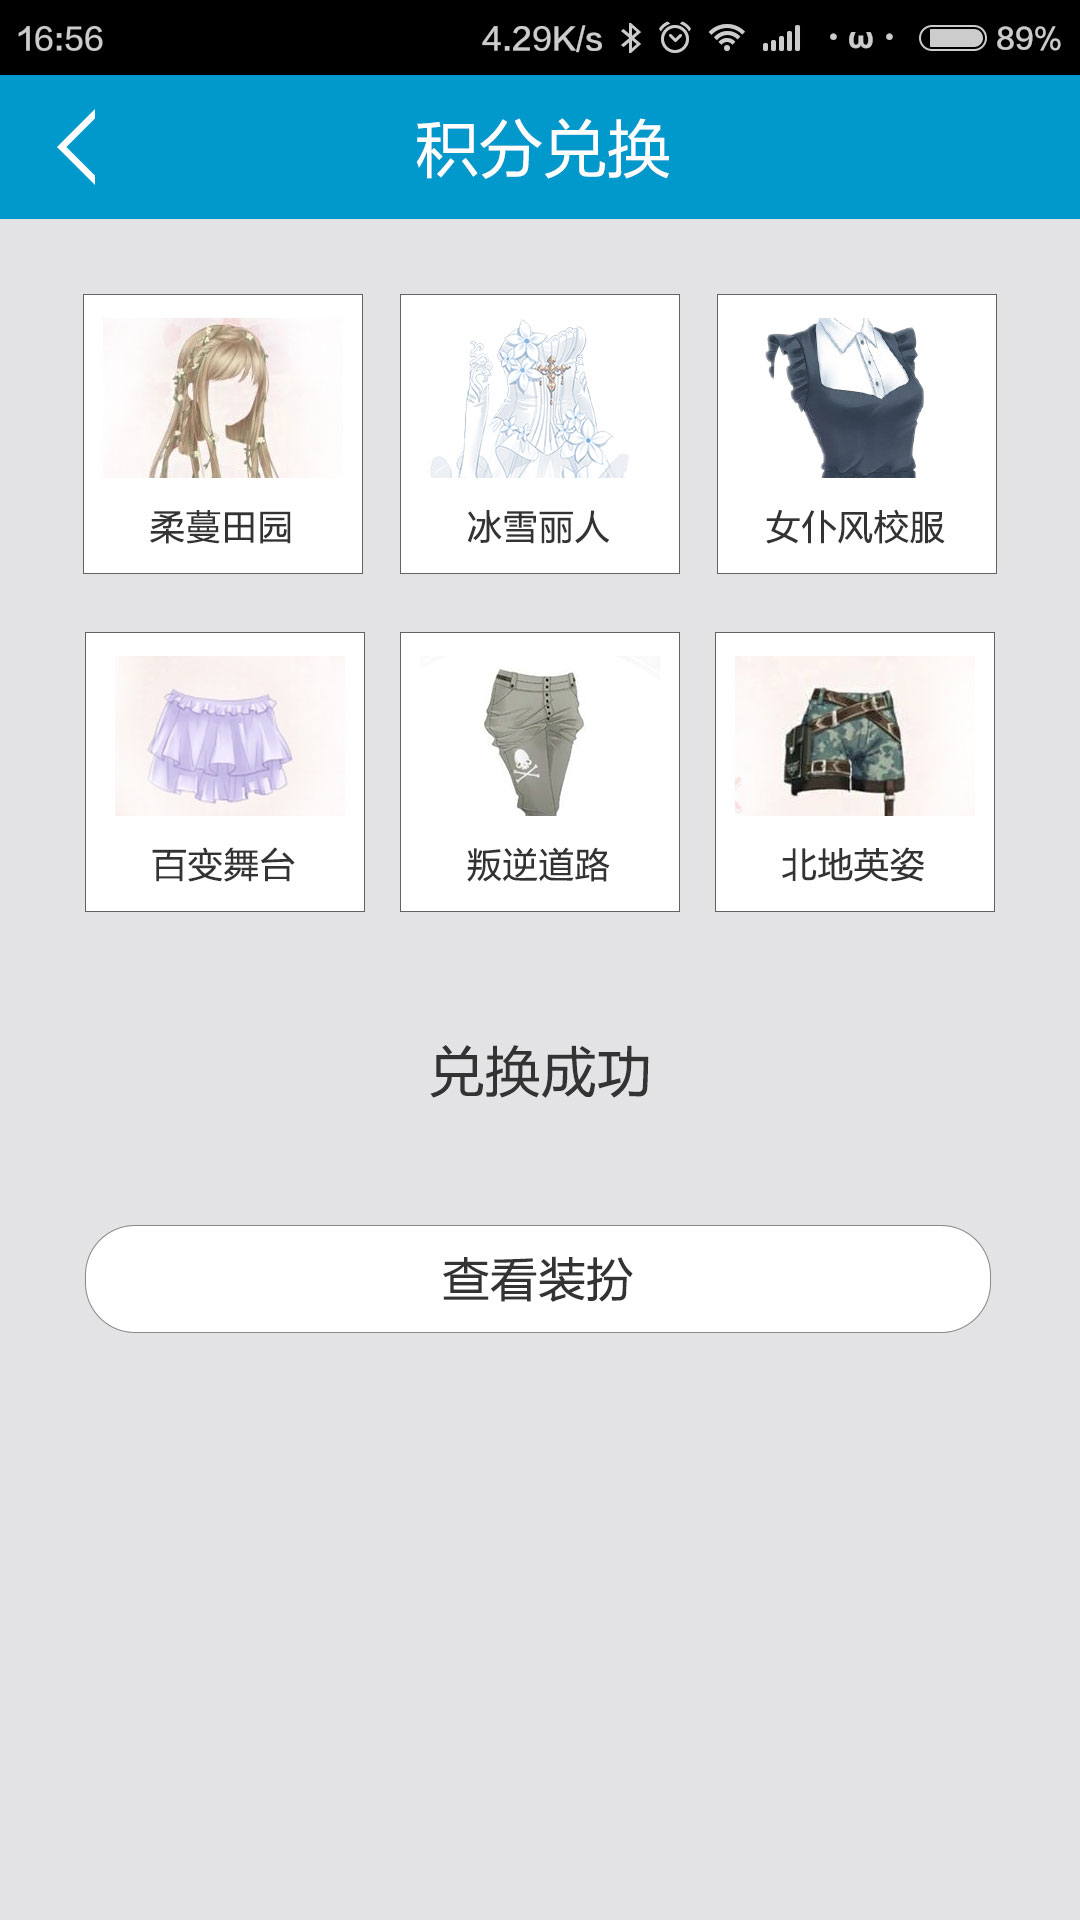 16:56 4.29K/s ·ω· 89%
积分兑换
柔蔓田园 冰雪丽人 女仆风校服
百变舞台 叛逆道路 北地英姿
兑换成功
查看装扮